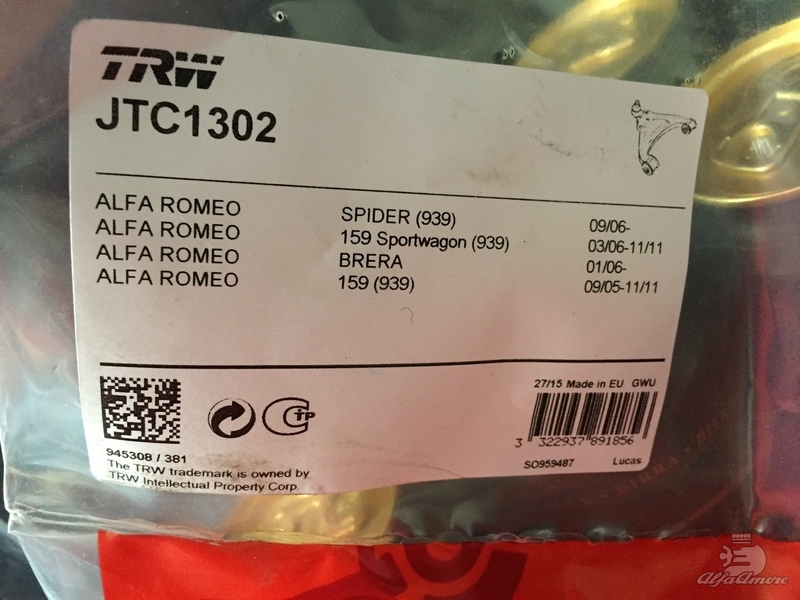 TRW
JTC1302
ALFA ROMEO SPIDER (939) 09/06-
ALFA ROMEO 159 Sportwagon (939) 03/06-11/11
ALFA ROMEO BRERA 01/06-
ALFA ROMEO 159 (939) 09/05-11/11
27/15 Made in EU GWU
3 322937 891856
945308 / 381
SO959487 Lucas
The TRW trademark is owned by
TRW Intellectual Property Corp.
AlfaAmore